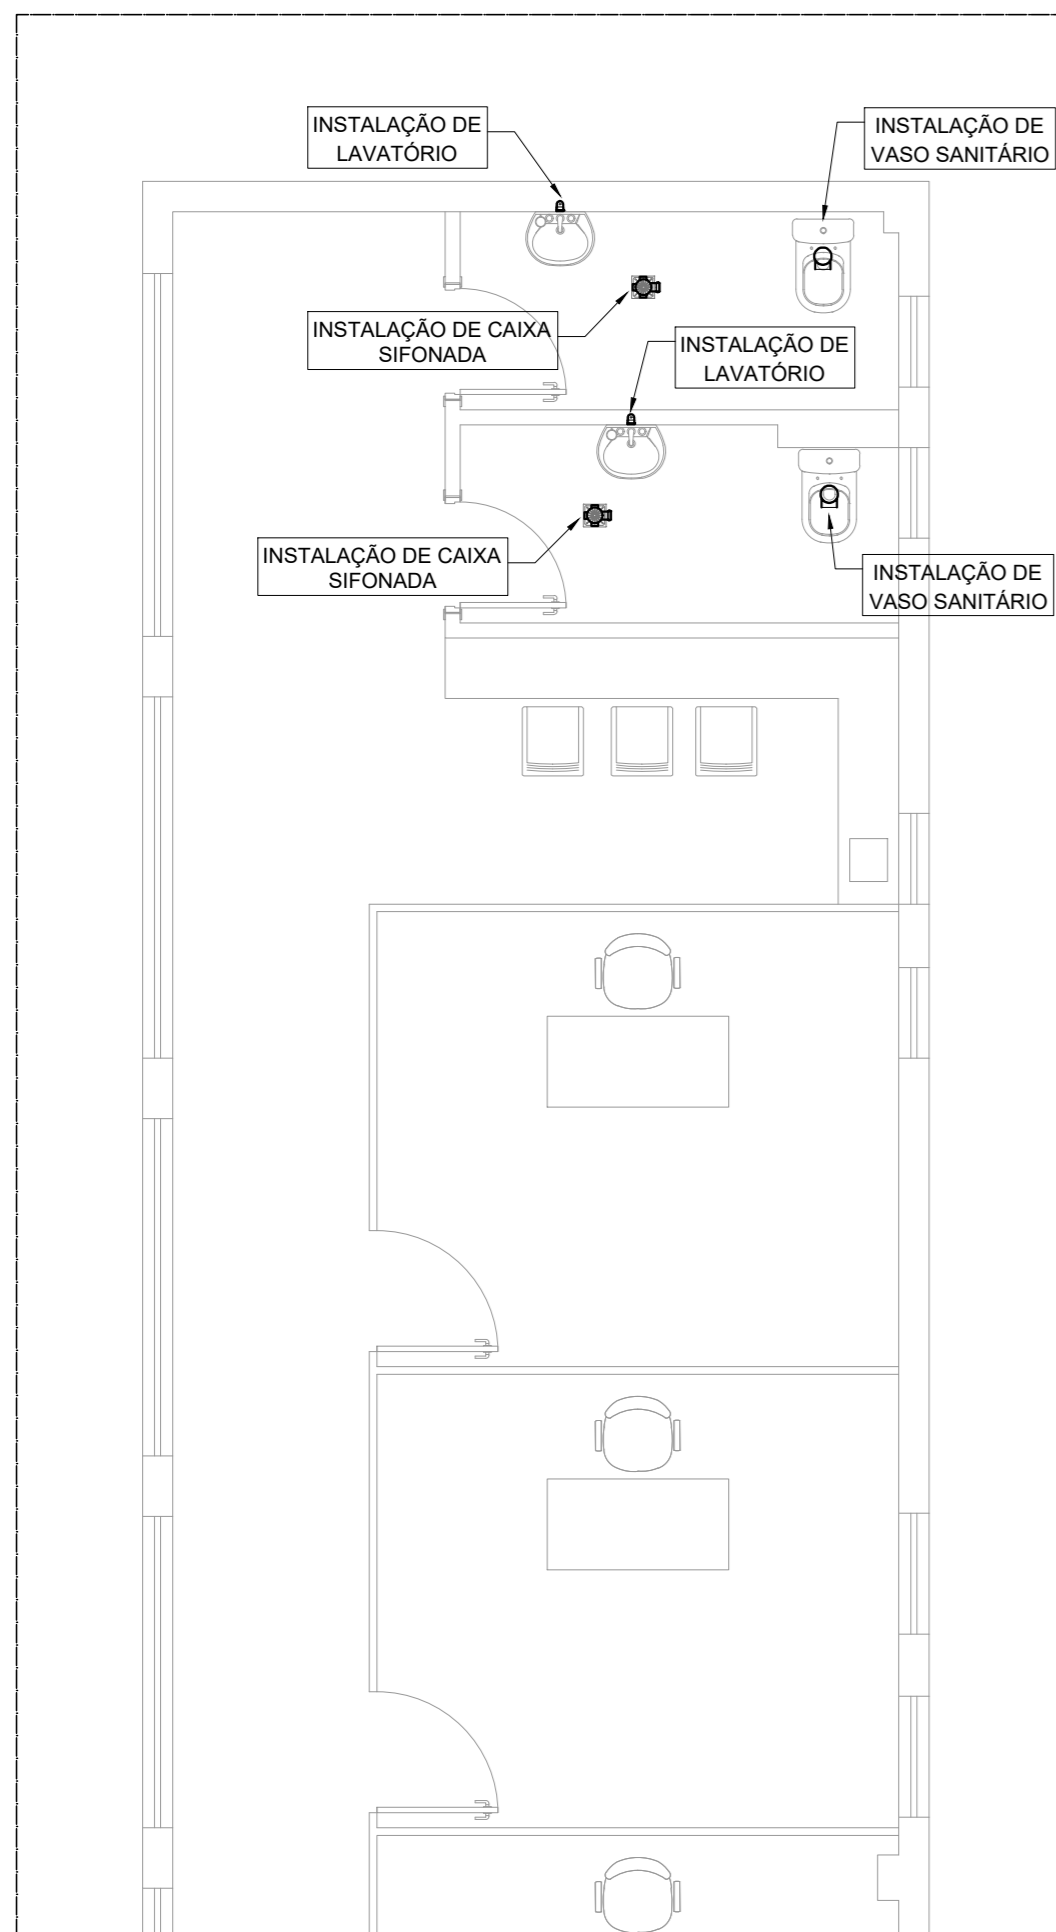 INSTALAÇÃO DE
LAVATÓRIO
INSTALAÇÃO DE
VASO SANITÁRIO
INSTALAÇÃO DE CAIXA
SIFONADA
INSTALAÇÃO DE
LAVATÓRIO
INSTALAÇÃO DE CAIXA
SIFONADA
INSTALAÇÃO DE
VASO SANITÁRIO